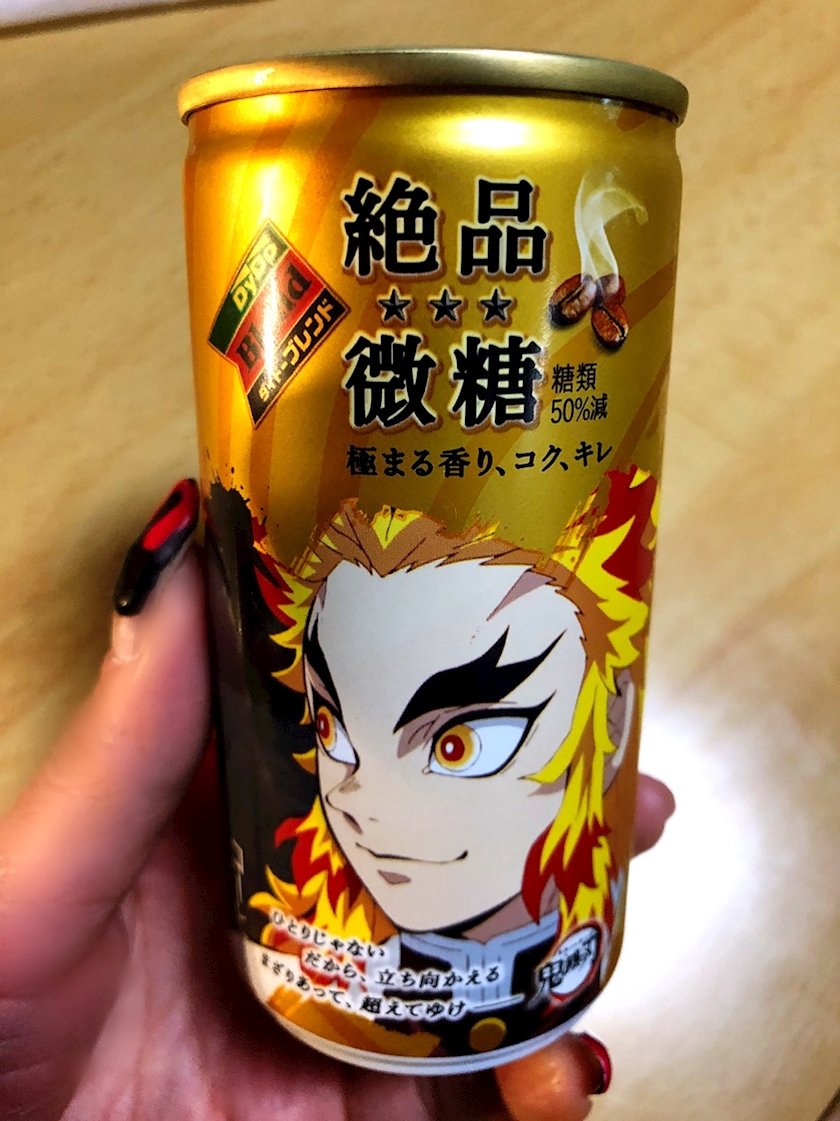 絶品
★★★
微糖
糖類
50%減
極まる香り、コク、キレ
DyDo
Blend
ダイドーブレンド
ひとりじゃない
だから、立ち向かえる
まざりあって、超えてゆけ
鬼滅